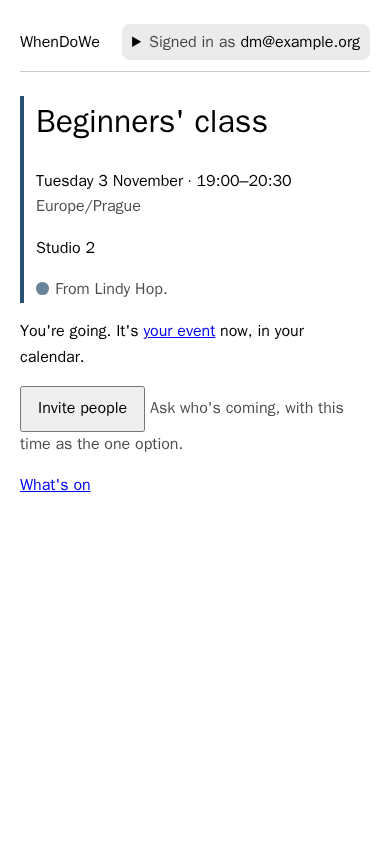 WhenDoWe
Signed in as dm@example.org
Beginners' class
Tuesday 3 November · 19:00–20:30
Europe/Prague
Studio 2
From Lindy Hop.
You're going. It's your event now, in your
calendar.
Invite people Ask who's coming, with this
time as the one option.
What's on